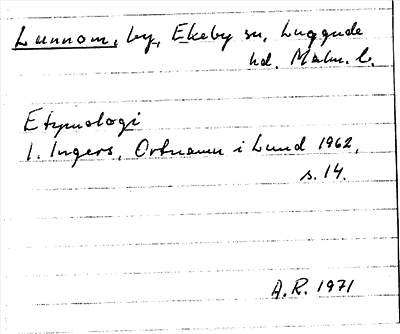 Lunnom, by, Ekeby sn, Luggude
hd. Malm. l.
Etymologi
I. Ingers, Ortnamn i Lund 1962,
s. 14.
A.R. 1971